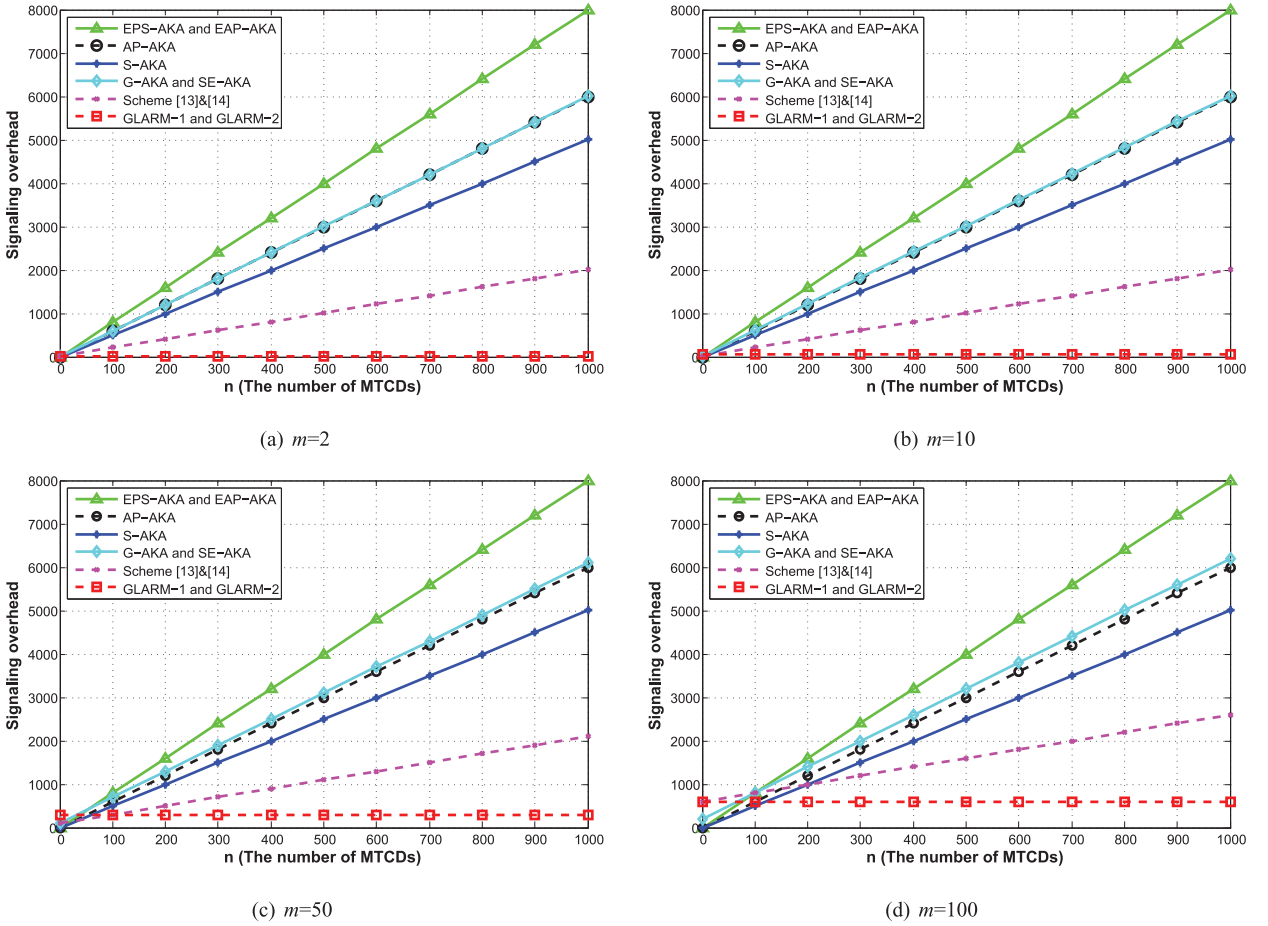 8000
7000
6000
5000
4000
3000
2000
1000
0
Signaling overhead
EPS-AKA and EAP-AKA
AP-AKA
S-AKA
G-AKA and SE-AKA
Scheme [13]&[14]
GLARM-1 and GLARM-2
0 100 200 300 400 500 600 700 800 900 1000
n (The number of MTCDs)
(a) m=2
8000
7000
6000
5000
4000
3000
2000
1000
0
Signaling overhead
EPS-AKA and EAP-AKA
AP-AKA
S-AKA
G-AKA and SE-AKA
Scheme [13]&[14]
GLARM-1 and GLARM-2
0 100 200 300 400 500 600 700 800 900 1000
n (The number of MTCDs)
(b) m=10
8000
7000
6000
5000
4000
3000
2000
1000
0
Signaling overhead
EPS-AKA and EAP-AKA
AP-AKA
S-AKA
G-AKA and SE-AKA
Scheme [13]&[14]
GLARM-1 and GLARM-2
0 100 200 300 400 500 600 700 800 900 1000
n (The number of MTCDs)
(c) m=50
8000
7000
6000
5000
4000
3000
2000
1000
0
Signaling overhead
EPS-AKA and EAP-AKA
AP-AKA
S-AKA
G-AKA and SE-AKA
Scheme [13]&[14]
GLARM-1 and GLARM-2
0 100 200 300 400 500 600 700 800 900 1000
n (The number of MTCDs)
(d) m=100